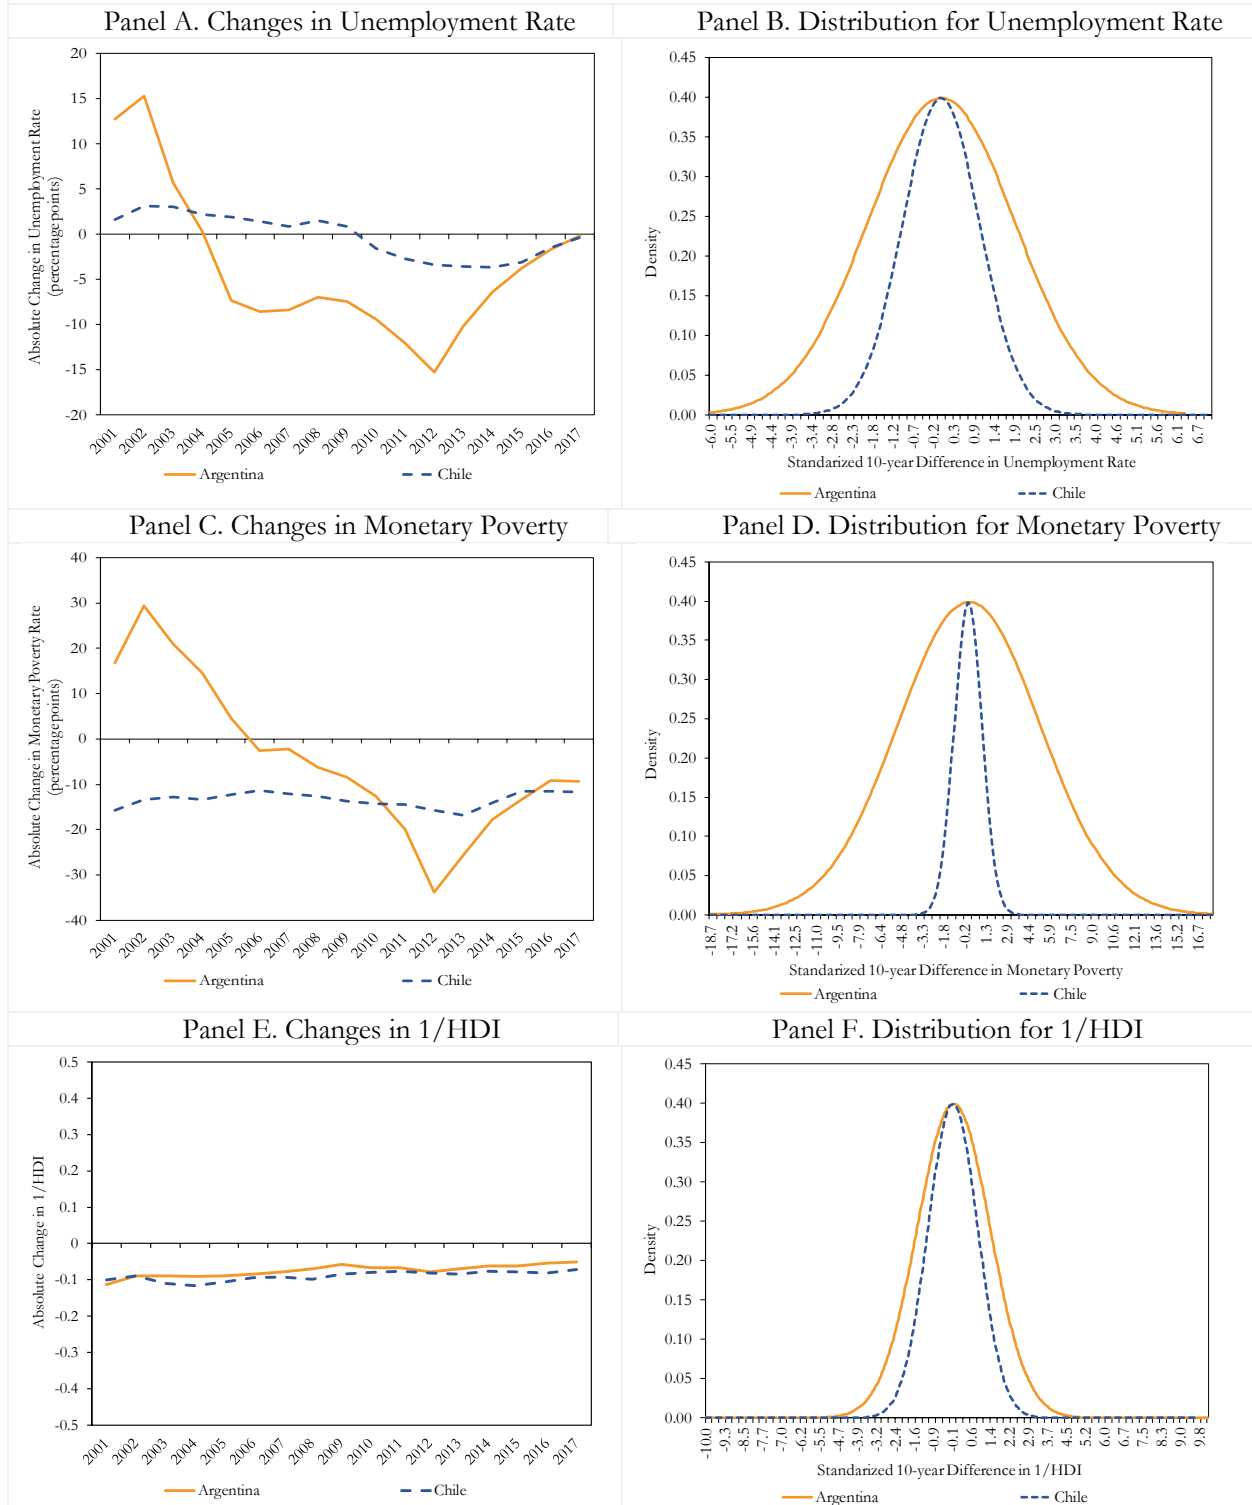 Panel A. Changes in Unemployment Rate
Absolute Change in Unemployment Rate
(percentage points)
20
15
10
5
0
-5
-10
-15
-20
2001 2002 2003 2004 2005 2006 2007 2008 2009 2010 2011 2012 2013 2014 2015 2016 2017
Argentina Chile
Panel B. Distribution for Unemployment Rate
Density
0.45
0.40
0.35
0.30
0.25
0.20
0.15
0.10
0.05
0.00
-6.0 -5.5 -4.9 -4.4 -3.9 -3.4 -2.8 -2.3 -1.8 -1.2 -0.7 -0.2 0.3 0.9 1.4 1.9 2.5 3.0 3.5 4.0 4.6 5.1 5.6 6.1 6.7
Standarized 10-year Difference in Unemployment Rate
Argentina Chile
Panel C. Changes in Monetary Poverty
Absolute Change in Monetary Poverty Rate
(percentage points)
40
30
20
10
0
-10
-20
-30
-40
2001 2002 2003 2004 2005 2006 2007 2008 2009 2010 2011 2012 2013 2014 2015 2016 2017
Argentina Chile
Panel D. Distribution for Monetary Poverty
Density
0.45
0.40
0.35
0.30
0.25
0.20
0.15
0.10
0.05
0.00
-18.7 -17.2 -15.6 -14.1 -12.5 -11.0 -9.5 -7.9 -6.4 -4.8 -3.3 -1.8 -0.2 1.3 2.9 4.4 5.9 7.5 9.0 10.6 12.1 13.6 15.2 16.7
Standarized 10-year Difference in Monetary Poverty
Argentina Chile
Panel E. Changes in 1/HDI
Absolute Change in 1/HDI
0.5
0.4
0.3
0.2
0.1
0
-0.1
-0.2
-0.3
-0.4
-0.5
2001 2002 2003 2004 2005 2006 2007 2008 2009 2010 2011 2012 2013 2014 2015 2016 2017
Argentina Chile
Panel F. Distribution for 1/HDI
Density
0.45
0.40
0.35
0.30
0.25
0.20
0.15
0.10
0.05
0.00
-10.0 -9.3 -8.5 -7.7 -7.0 -6.2 -5.5 -4.7 -3.9 -3.2 -2.4 -1.6 -0.9 -0.1 0.6 1.4 2.2 2.9 3.7 4.5 5.2 6.0 6.7 7.5 8.3 9.0 9.8
Standarized 10-year Difference in 1/HDI
Argentina Chile